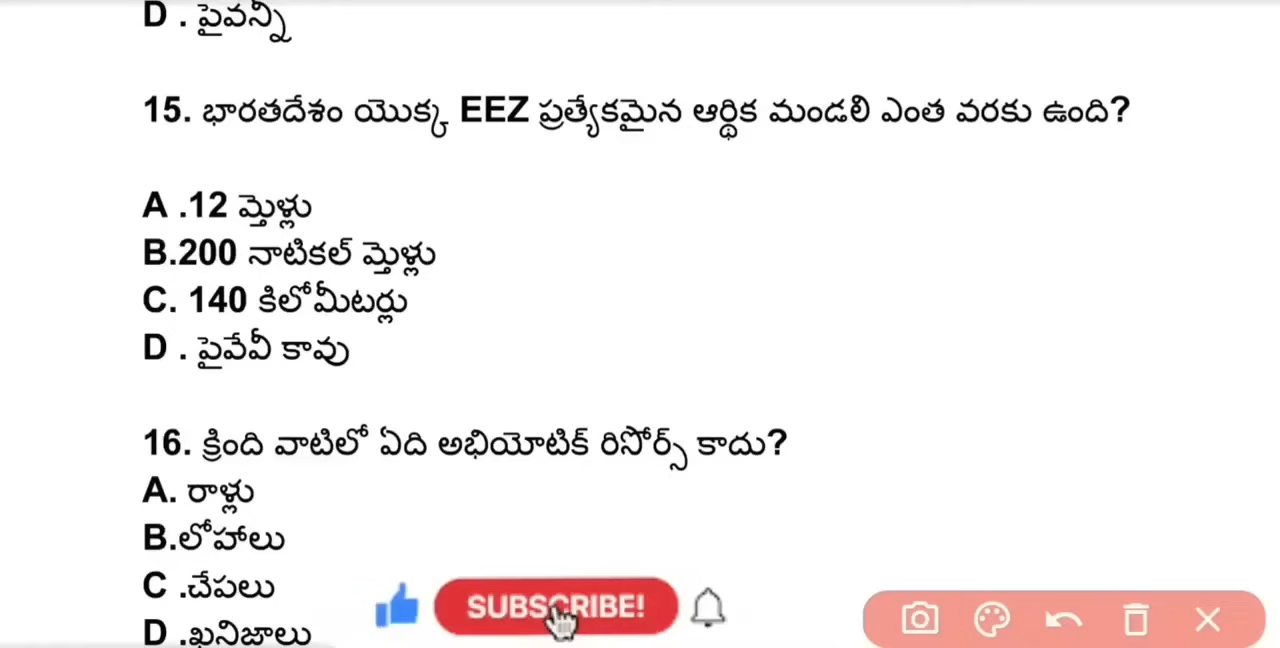 D . పైవన్ని
15. భారతదేశం యొక్క EEZ ప్రత్యేకమైన ఆర్థిక మండలి ఎంత వరకు ఉంది?
A .12 మ్తెళ్లు
B.200 నాటికల్ మ్తెళ్లు
C. 140 కిలోమీటర్లు
D . పైవేవీ కావు
16. క్రింది వాటిలో ఏది అభియోటిక్ రిసోర్స్ కాదు?
A. రాళ్లు
B.లోహాలు
C .చేపలు
D .ఖనిజాలు
SUBSCRIBE!